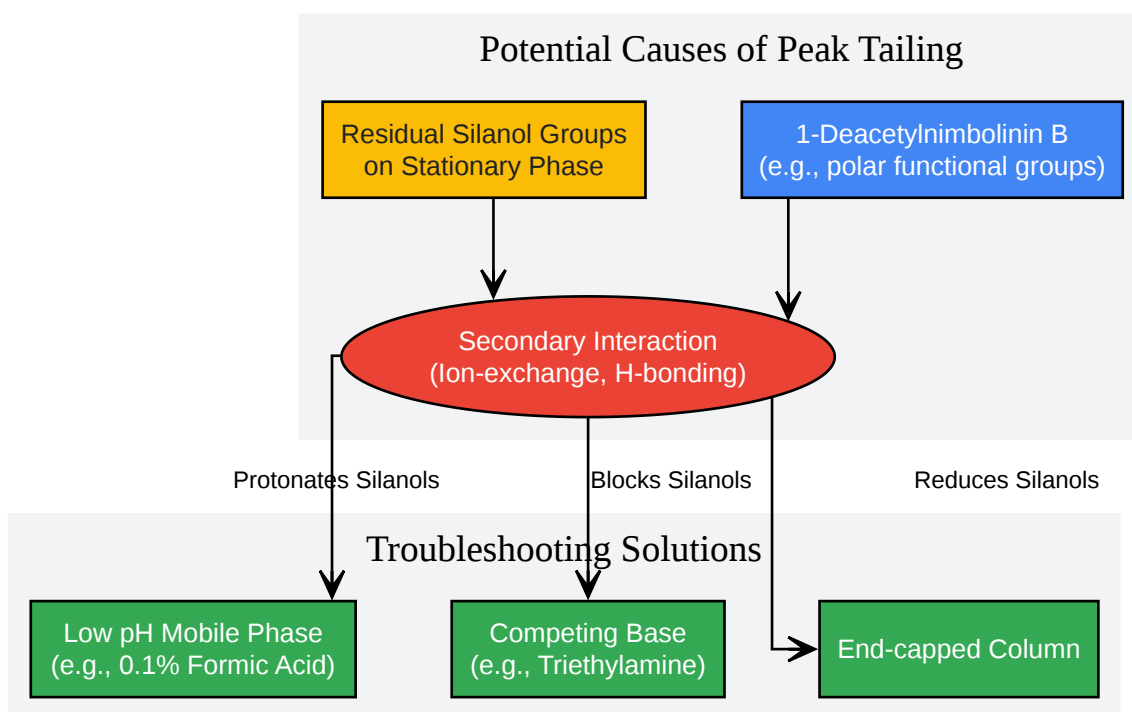 Potential Causes of Peak Tailing
Residual Silanol Groups
on Stationary Phase
1-Deacetylnimbolinin B
(e.g., polar functional groups)
Secondary Interaction
(Ion-exchange, H-bonding)
Protonates Silanols
Blocks Silanols
Reduces Silanols
Troubleshooting Solutions
Low pH Mobile Phase
(e.g., 0.1% Formic Acid)
Competing Base
(e.g., Triethylamine)
End-capped Column